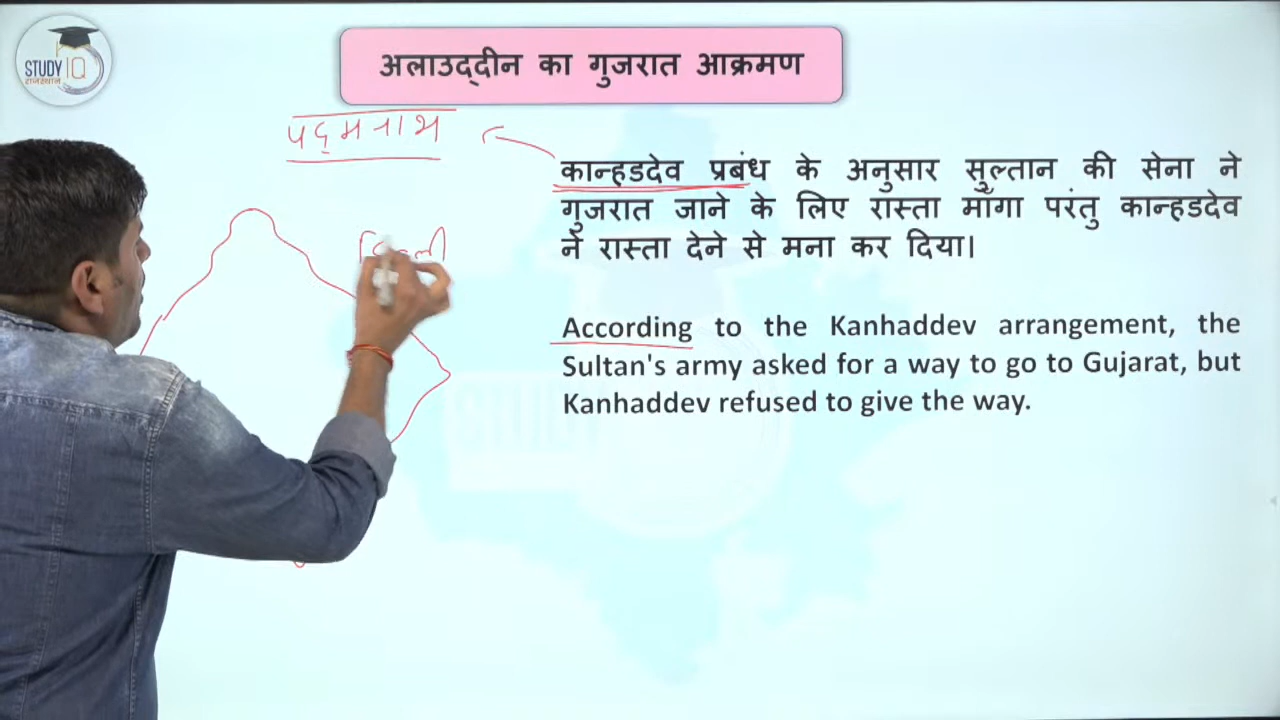 STUDY IQ
राजस्थान
अलाउद्दीन का गुजरात आक्रमण
पद्मनाभ
कान्हडदेव प्रबंध के अनुसार सुल्तान की सेना ने
गुजरात जाने के लिए रास्ता माँगा परंतु कान्हडदेव
ने रास्ता देने से मना कर दिया।
According to the Kanhaddev arrangement, the
Sultan's army asked for a way to go to Gujarat, but
Kanhaddev refused to give the way.